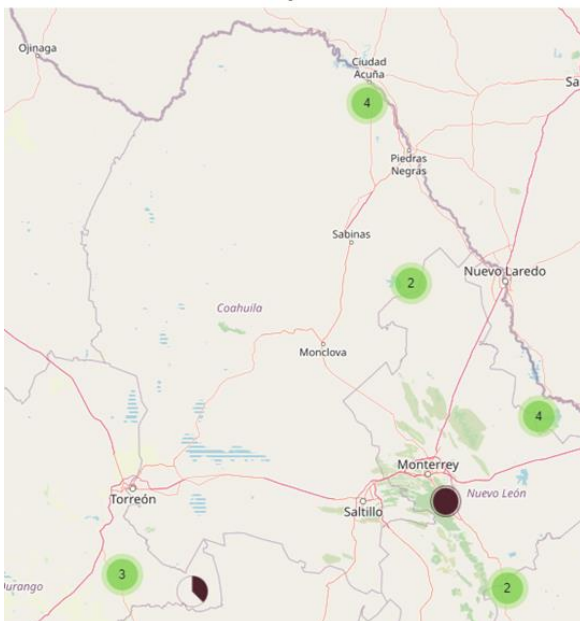 Ojinaga
Ciudad
Acuña
Sa
4
Piedras
Negras
Sabinas
2
Nuevo Laredo
Coahuila
Monclova
4
Monterrey
Nuevo León
Torreón
Saltillo
3
2
Durango